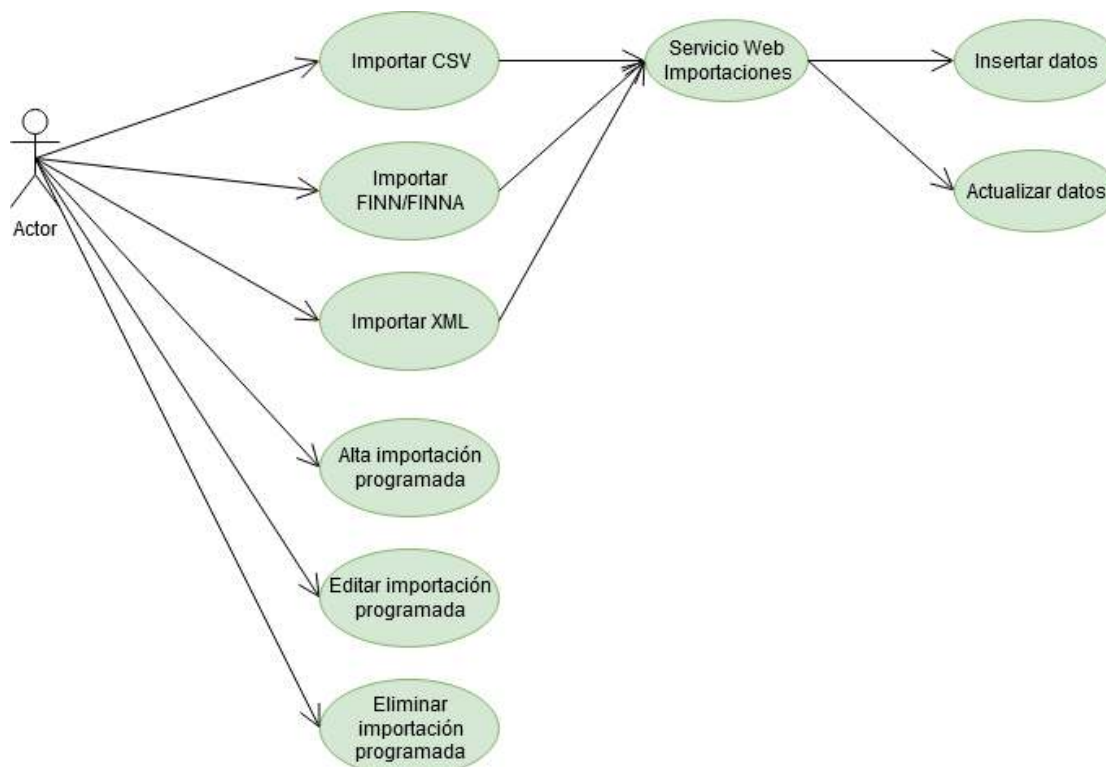 Importar CSV
Servicio Web
Importaciones
Insertar datos
Actor
Importar
FINN/FINNA
Actualizar datos
Importar XML
Alta importación
programada
Editar importación
programada
Eliminar
importación
programada